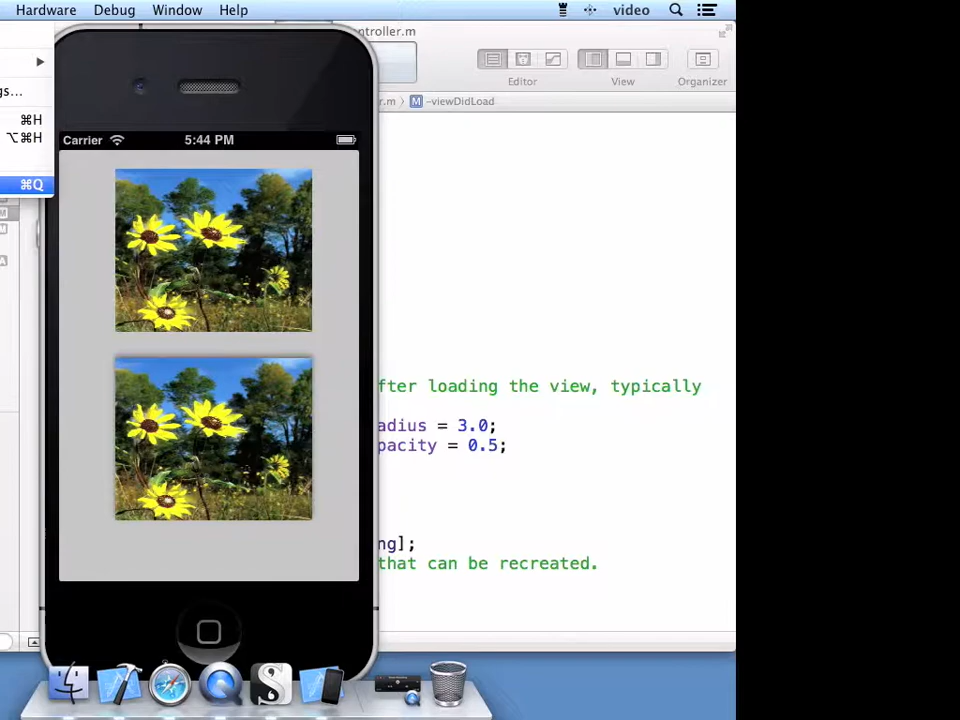 Hardware Debug Window Help video
ntroller.m
gs...
⌘H
⌥⌘H
⌘Q
Editor View Organizer
r.m 〉 M -viewDidLoad
Carrier 5:44 PM
fter loading the view, typically
adius = 3.0;
pacity = 0.5;
ng];
that can be recreated.
M
M
A
S